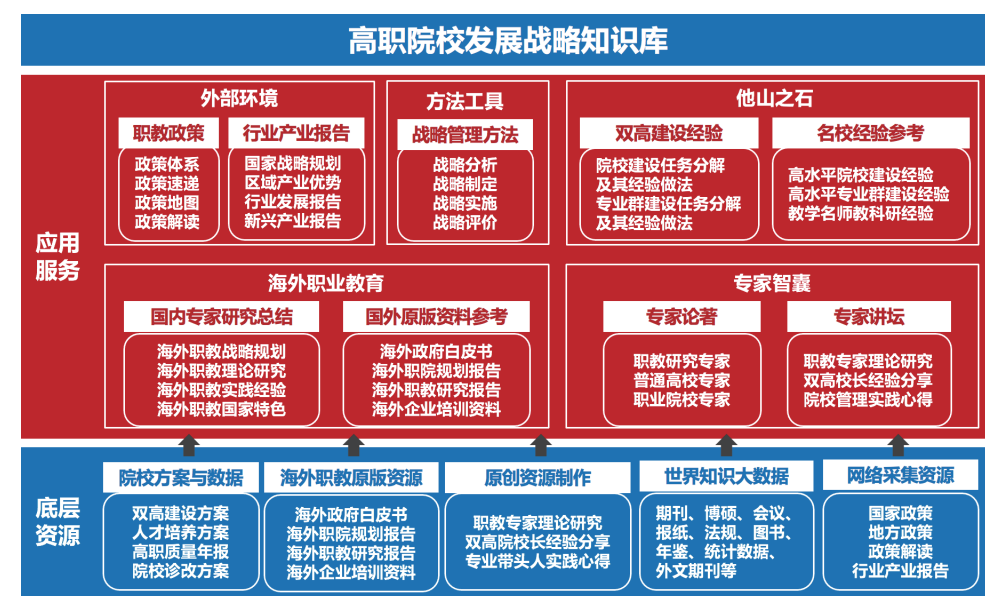 高职院校发展战略知识库
应用
服务
外部环境
职教政策
政策体系
政策速递
政策地图
政策解读
行业产业报告
国家战略规划
区域产业优势
行业发展报告
新兴产业报告
方法工具
战略管理方法
战略分析
战略制定
战略实施
战略评价
他山之石
双高建设经验
院校建设任务分解
及其经验做法
专业群建设任务分解
及其经验做法
名校经验参考
高水平院校建设经验
高水平专业群建设经验
教学名师教科研经验
海外职业教育
国内专家研究总结
海外职教战略规划
海外职教理论研究
海外职教实践经验
海外职教国家特色
国外原版资料参考
海外政府白皮书
海外职院规划报告
海外职教研究报告
海外企业培训资料
专家智囊
专家论著
职教研究专家
普通高校专家
职业院校专家
专家讲坛
职教专家理论研究
双高校长经验分享
院校管理实践心得
底层
资源
院校方案与数据
双高建设方案
人才培养方案
高职质量年报
院校诊改方案
海外职教原版资源
海外政府白皮书
海外职院规划报告
海外职教研究报告
海外企业培训资料
原创资源制作
职教专家理论研究
双高院校长经验分享
专业带头人实践心得
世界知识大数据
期刊、博硕、会议、
报纸、法规、图书、
年鉴、统计数据、
外文期刊等
网络采集资源
国家政策
地方政策
政策解读
行业产业报告